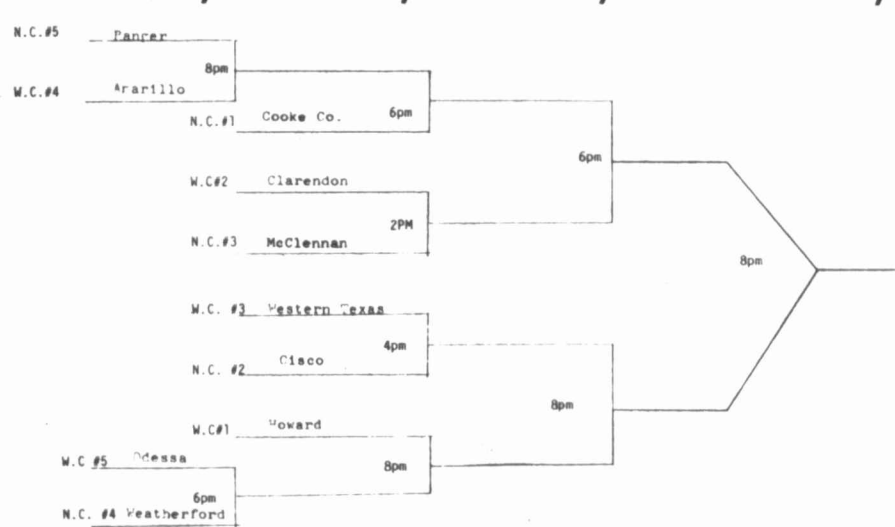 N.C.#5 Ranger
8pm
W.C.#4 Amarillo
N.C.#1 Cooke Co. 6pm
6pm
W.C#2 Clarendon
2PM
N.C.#3 McClennan
8pm
W.C. #3 Western Texas
4pm
N.C. #2 Cisco
8pm
W.C#1 Howard
W.C #5 Odessa 8pm
6pm
N.C. #4 Weatherford